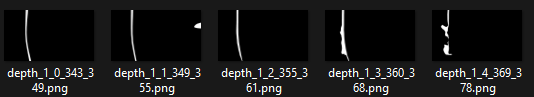 depth_1_0_343_3
49.png
depth_1_1_349_3
55.png
depth_1_2_355_3
61.png
depth_1_3_360_3
68.png
depth_1_4_369_3
78.png